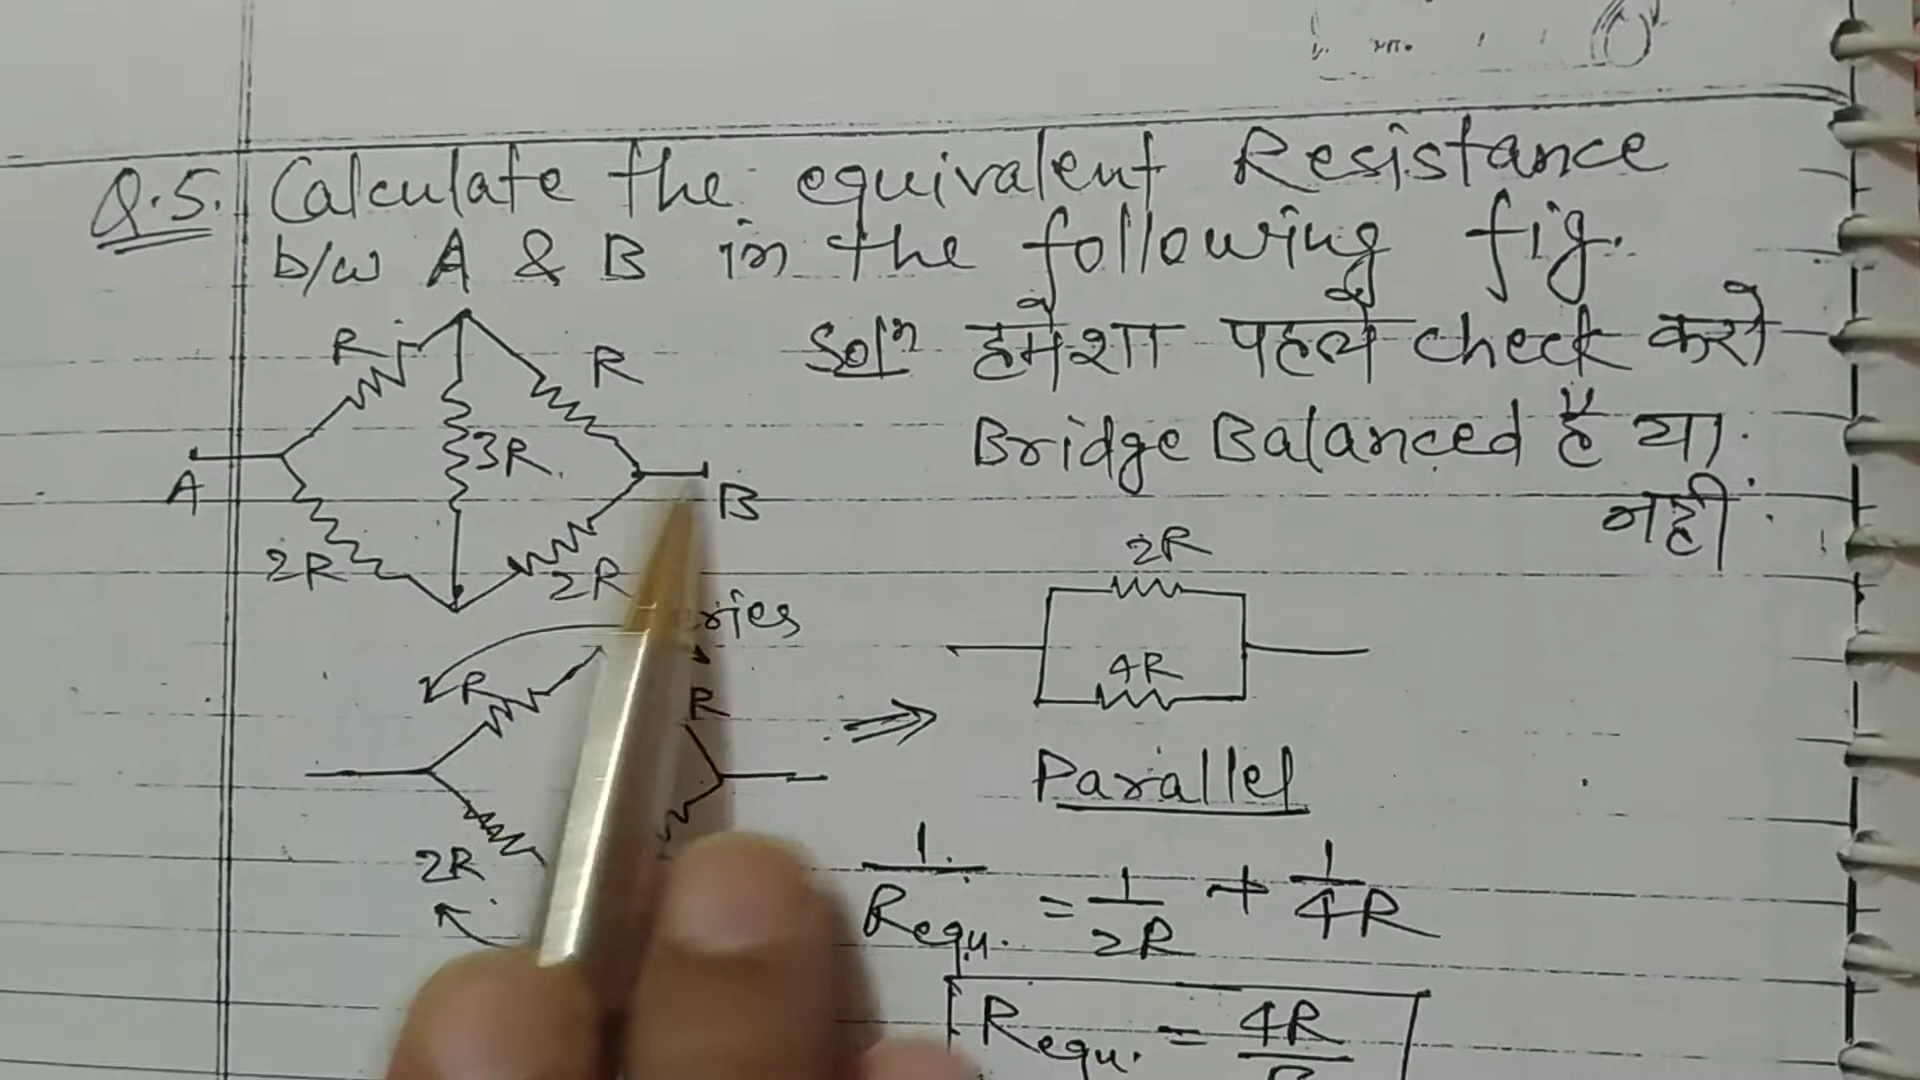 Q.5. Calculate the equivalent Resistance
b/w A & B in the following fig.
Solⁿ हमेशा पहले check करो
Bridge Balanced है या
नहीं
R
R
3R
A
B
2R
2R
R
R
2R
2R
4R
Parallel
1/Requ. = 1/2R + 1/4R
Requ. = 4R